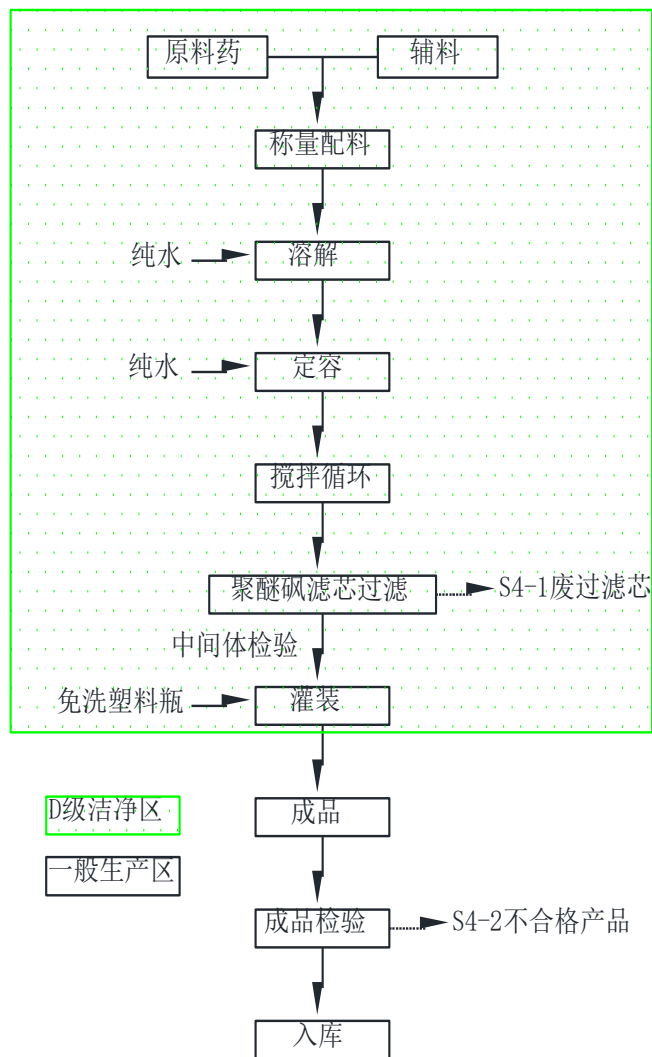 原料药
辅料
称量配料
纯水
溶解
纯水
定容
搅拌循环
聚醚砜滤芯过滤
S4-1废过滤芯
中间体检验
免洗塑料瓶
灌装
D级洁净区
成品
一般生产区
成品检验
S4-2不合格产品
入库